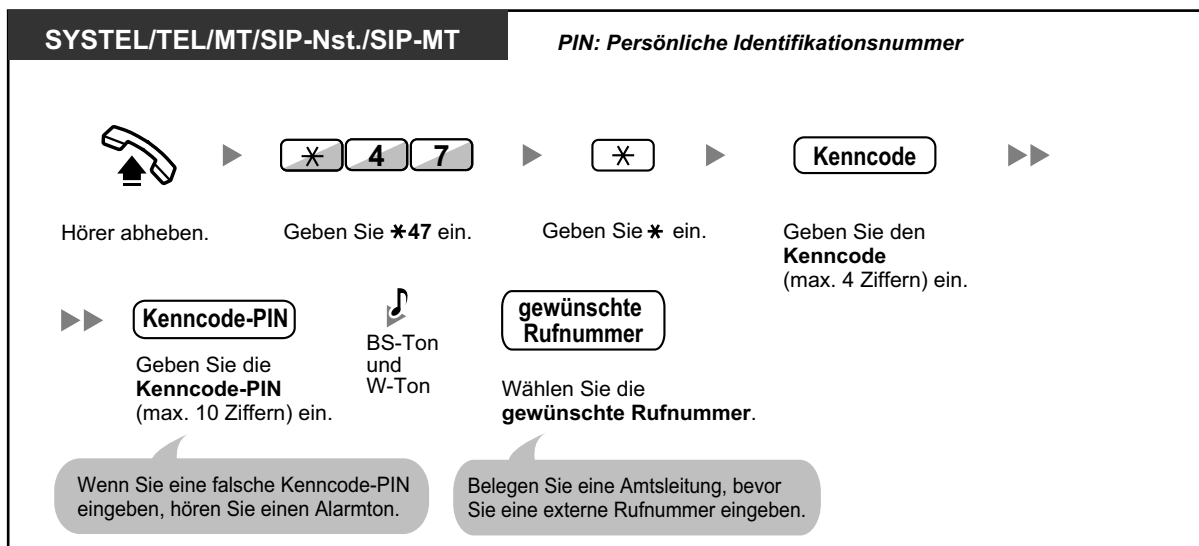 SYSTEL/TEL/MT/SIP-Nst./SIP-MT
PIN: Persönliche Identifikationsnummer
* 4 7
*
Kenncode
Hörer abheben.
Geben Sie *47 ein.
Geben Sie * ein.
Geben Sie den
Kenncode
(max. 4 Ziffern) ein.
Kenncode-PIN
Geben Sie die
Kenncode-PIN
(max. 10 Ziffern) ein.
BS-Ton
und
W-Ton
gewünschte
Rufnummer
Wählen Sie die
gewünschte Rufnummer.
Wenn Sie eine falsche Kenncode-PIN
eingeben, hören Sie einen Alarmton.
Belegen Sie eine Amtsleitung, bevor
Sie eine externe Rufnummer eingeben.